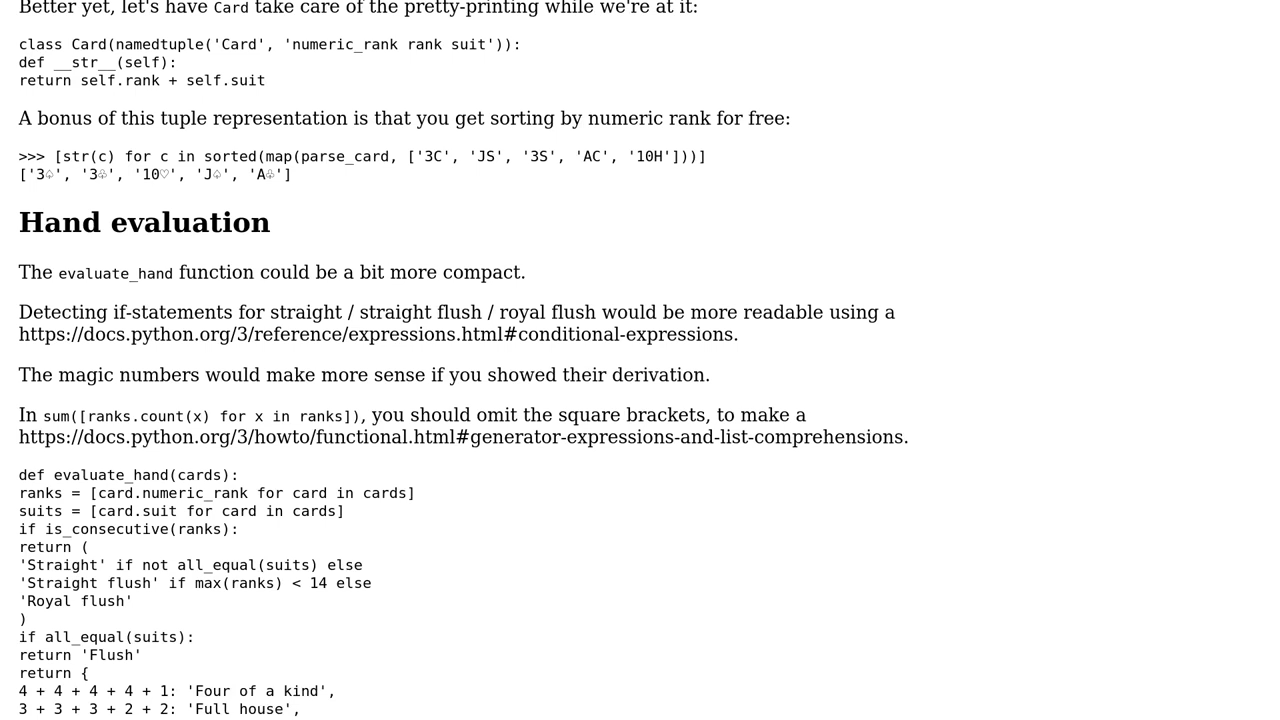 Better yet, let's have Card take care of the pretty-printing while we're at it:
class Card(namedtuple('Card', 'numeric_rank rank suit')):
def __str__(self):
return self.rank + self.suit
A bonus of this tuple representation is that you get sorting by numeric rank for free:
>>> [str(c) for c in sorted(map(parse_card, ['3C', 'JS', '3S', 'AC', '10H']))]
['3♤', '3♧', '10♡', 'J♤', 'A♧']
Hand evaluation
The evaluate_hand function could be a bit more compact.
Detecting if-statements for straight / straight flush / royal flush would be more readable using a
https://docs.python.org/3/reference/expressions.html#conditional-expressions.
The magic numbers would make more sense if you showed their derivation.
In sum([ranks.count(x) for x in ranks]), you should omit the square brackets, to make a
https://docs.python.org/3/howto/functional.html#generator-expressions-and-list-comprehensions.
def evaluate_hand(cards):
ranks = [card.numeric_rank for card in cards]
suits = [card.suit for card in cards]
if is_consecutive(ranks):
return (
'Straight' if not all_equal(suits) else
'Straight flush' if max(ranks) < 14 else
'Royal flush'
)
if all_equal(suits):
return 'Flush'
return {
4 + 4 + 4 + 4 + 1: 'Four of a kind',
3 + 3 + 3 + 2 + 2: 'Full house',